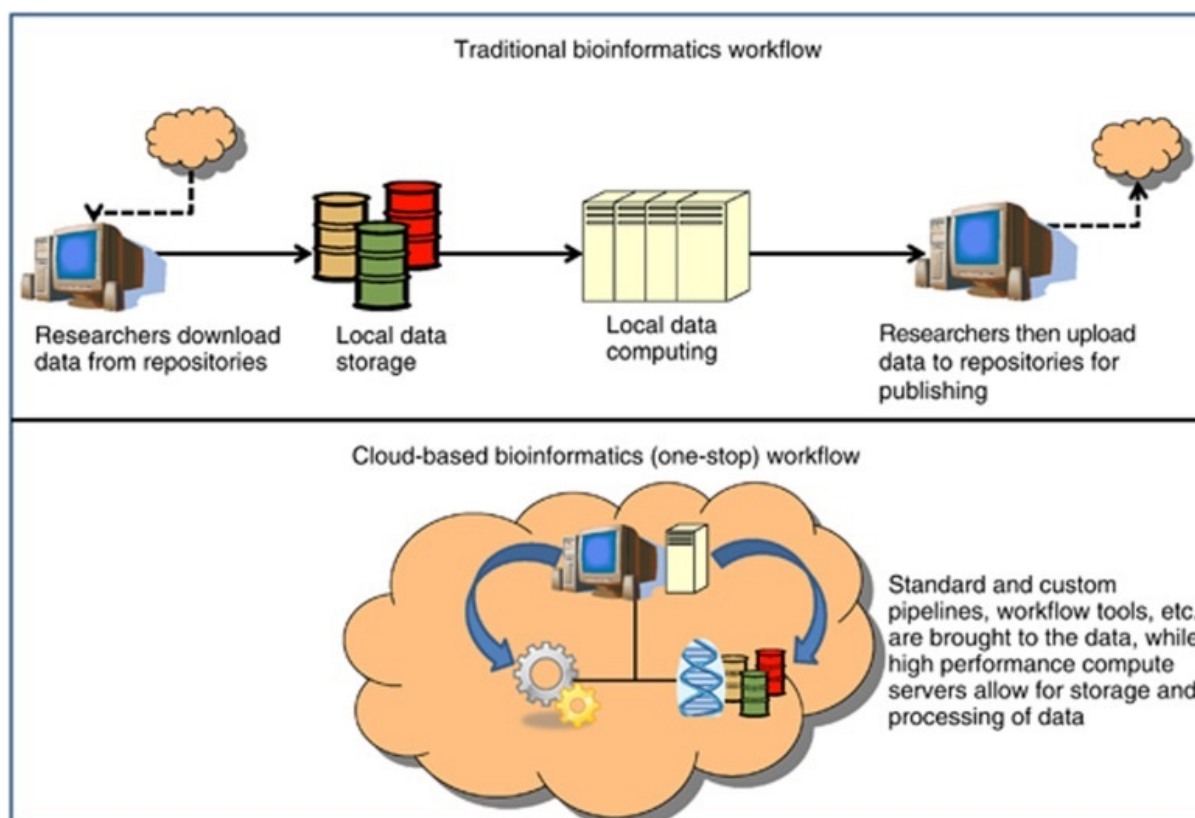 Traditional bioinformatics workflow
Researchers download
data from repositories
Local data
storage
Local data
computing
Researchers then upload
data to repositories for
publishing
Cloud-based bioinformatics (one-stop) workflow
Standard and custom
pipelines, workflow tools, etc.
are brought to the data, while
high performance compute
servers allow for storage and
processing of data